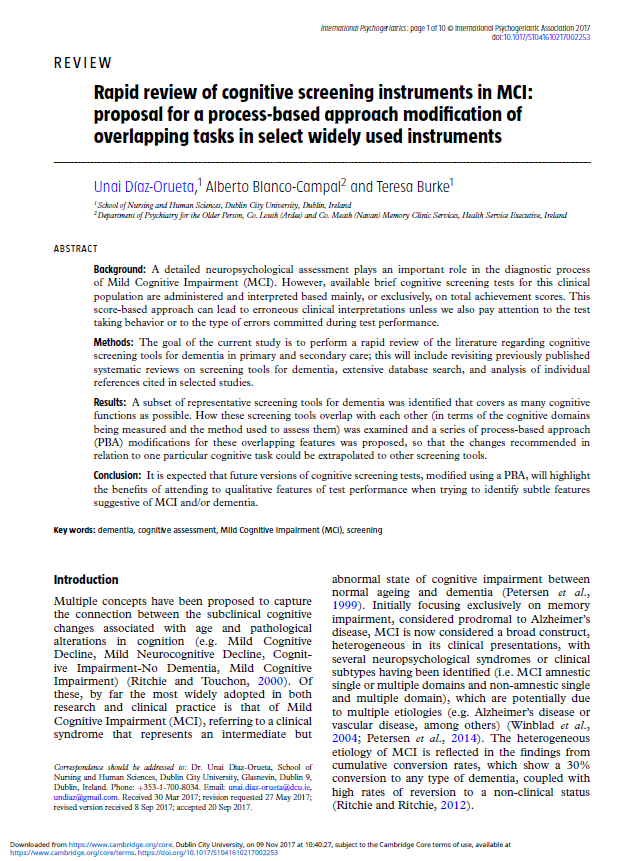 International Psychogeriatrics: page 1 of 10 © International Psychogeriatric Association 2017
doi:10.1017/S1041610217002253
REVIEW
Rapid review of cognitive screening instruments in MCI:
proposal for a process-based approach modification of
overlapping tasks in select widely used instruments
Unai Díaz-Orueta,1 Alberto Blanco-Campal2 and Teresa Burke1
1School of Nursing and Human Sciences, Dublin City University, Dublin, Ireland
2Department of Psychiatry for the Older Person, Co. Louth (Ardee) and Co. Meath (Navan) Memory Clinic Services, Health Service Executive, Ireland
ABSTRACT
Background: A detailed neuropsychological assessment plays an important role in the diagnostic process
of Mild Cognitive Impairment (MCI). However, available brief cognitive screening tests for this clinical
population are administered and interpreted based mainly, or exclusively, on total achievement scores. This
score-based approach can lead to erroneous clinical interpretations unless we also pay attention to the test
taking behavior or to the type of errors committed during test performance.
Methods: The goal of the current study is to perform a rapid review of the literature regarding cognitive
screening tools for dementia in primary and secondary care; this will include revisiting previously published
systematic reviews on screening tools for dementia, extensive database search, and analysis of individual
references cited in selected studies.
Results: A subset of representative screening tools for dementia was identified that covers as many cognitive
functions as possible. How these screening tools overlap with each other (in terms of the cognitive domains
being measured and the method used to assess them) was examined and a series of process-based approach
(PBA) modifications for these overlapping features was proposed, so that the changes recommended in
relation to one particular cognitive task could be extrapolated to other screening tools.
Conclusion: It is expected that future versions of cognitive screening tests, modified using a PBA, will highlight
the benefits of attending to qualitative features of test performance when trying to identify subtle features
suggestive of MCI and/or dementia.
Key words: dementia, cognitive assessment, Mild Cognitive Impairment (MCI), screening
Introduction
Multiple concepts have been proposed to capture
the connection between the subclinical cognitive
changes associated with age and pathological
alterations in cognition (e.g. Mild Cognitive
Decline, Mild Neurocognitive Decline, Cognit-
ive Impairment-No Dementia, Mild Cognitive
Impairment) (Ritchie and Touchon, 2000). Of
these, by far the most widely adopted in both
research and clinical practice is that of Mild
Cognitive Impairment (MCI), referring to a clinical
syndrome that represents an intermediate but
Correspondence should be addressed to: Dr. Unai Diaz-Orueta, School of
Nursing and Human Sciences, Dublin City University, Glasnevin, Dublin 9,
Dublin, Ireland. Phone: +353-1-700-8034. Email: unai.diaz-orueta@dcu.ie,
undiaz@gmail.com. Received 30 Mar 2017; revision requested 27 May 2017;
revised version received 8 Sep 2017; accepted 20 Sep 2017.
abnormal state of cognitive impairment between
normal ageing and dementia (Petersen et al.,
1999). Initially focusing exclusively on memory
impairment, considered prodromal to Alzheimer's
disease, MCI is now considered a broad construct,
heterogeneous in its clinical presentations, with
several neuropsychological syndromes or clinical
subtypes having been identified (i.e. MCI amnestic
single or multiple domains and non-amnestic single
and multiple domain), which are potentially due
to multiple etiologies (e.g. Alzheimer's disease or
vascular disease, among others) (Winblad et al.,
2004; Petersen et al., 2014). The heterogeneous
etiology of MCI is reflected in the findings from
cumulative conversion rates, which show a 30%
conversion to any type of dementia, coupled with
high rates of reversion to a non-clinical status
(Ritchie and Ritchie, 2012).
Downloaded from https://www.cambridge.org/core. Dublin City University, on 09 Nov 2017 at 10:40:27, subject to the Cambridge Core terms of use, available at
https://www.cambridge.org/core/terms. https://doi.org/10.1017/S1041610217002253